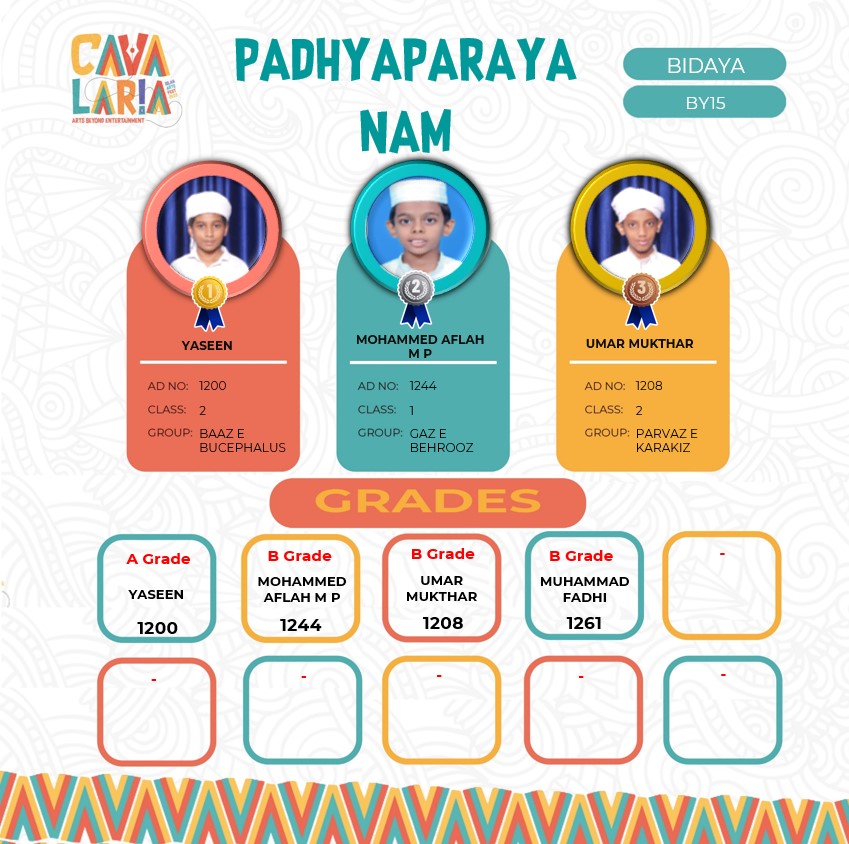 CAVA
LARIA
ARTS BEYOND ENTERTAINMENT
PADHYAPARAYA
NAM
BIDAYA
BY15
1
2
3
YASEEN
AD NO: 1200
CLASS: 2
GROUP: BAAZ E
BUCEPHALUS
MOHAMMED AFLAH
M P
AD NO: 1244
CLASS: 1
GROUP: GAZ E
BEHROOZ
UMAR MUKTHAR
AD NO: 1208
CLASS: 2
GROUP: PARVAZ E
KARAKIZ
GRADES
A Grade
YASEEN
1200
B Grade
MOHAMMED
AFLAH M P
1244
B Grade
UMAR
MUKTHAR
1208
B Grade
MUHAMMAD
FADHI
1261
-
-
-
-
-
-